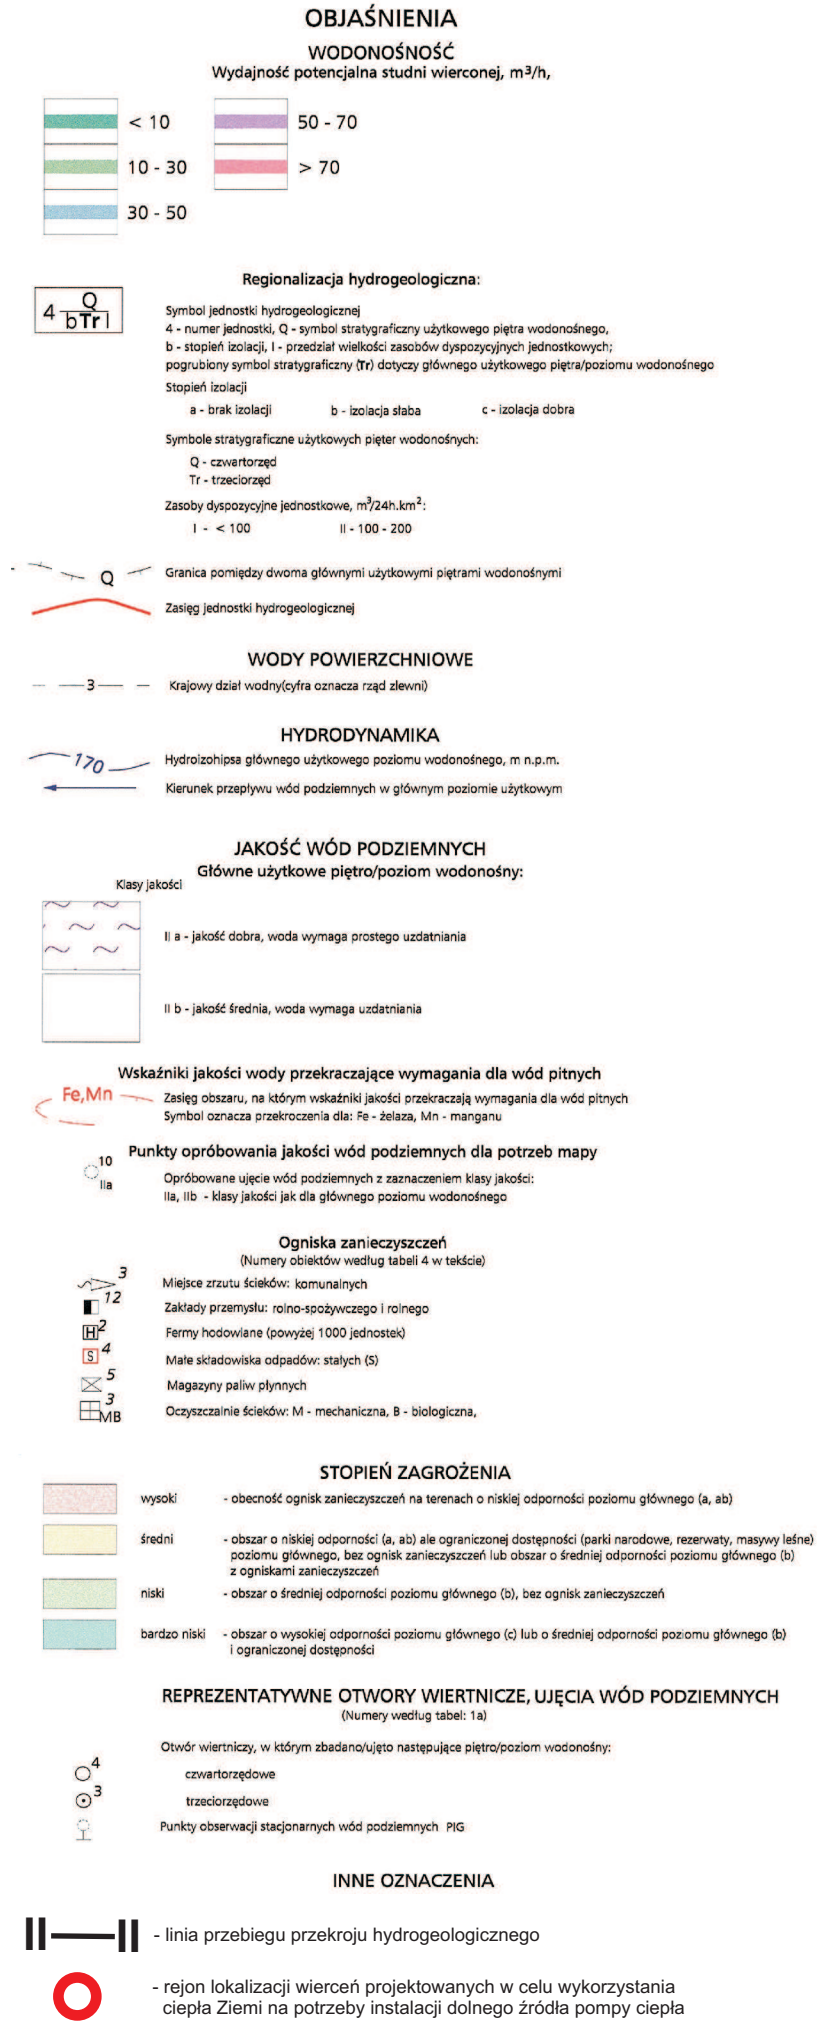 OBJAŚNIENIA
WODONOŚNOŚĆ
Wydajność potencjalna studni wierconej, m3/h,
< 10
50 - 70
10 - 30
> 70
30 - 50
Regionalizacja hydrogeologiczna:
4 Q
bTr I
Symbol jednostki hydrogeologicznej
4 - numer jednostki, Q - symbol stratygraficzny użytkowego piętra wodonośnego,
b - stopień izolacji, I - przedział wielkości zasobów dyspozycyjnych jednostkowych;
pogrubiony symbol stratygraficzny (Tr) dotyczy głównego użytkowego piętra/poziomu wodonośnego
Stopień izolacji
a - brak izolacji b - izolacja słaba c - izolacja dobra
Symbole stratygraficzne użytkowych pięter wodonośnych:
Q - czwartorzęd
Tr - trzeciorzęd
Zasoby dyspozycyjne jednostkowe, m³/24h.km²:
I - < 100 II - 100 - 200
Q Granica pomiędzy dwoma głównymi użytkowymi piętrami wodonośnymi
Zasięg jednostki hydrogeologicznej
WODY POWIERZCHNIOWE
3 Krajowy dział wodny(cyfra oznacza rząd zlewni)
HYDRODYNAMIKA
170 Hydroizohipsa głównego użytkowego poziomu wodonośnego, m n.p.m.
Kierunek przepływu wód podziemnych w głównym poziomie użytkowym
JAKOŚĆ WÓD PODZIEMNYCH
Główne użytkowe piętro/poziom wodonośny:
Klasy jakości
II a - jakość dobra, woda wymaga prostego uzdatniania
II b - jakość średnia, woda wymaga uzdatniania
Wskaźniki jakości wody przekraczające wymagania dla wód pitnych
Fe,Mn Zasięg obszaru, na którym wskaźniki jakości przekraczają wymagania dla wód pitnych
Symbol oznacza przekroczenia dla: Fe - żelaza, Mn - manganu
Punkty opróbowania jakości wód podziemnych dla potrzeb mapy
10
IIa
Opróbowane ujęcie wód podziemnych z zaznaczeniem klasy jakości:
IIa, IIb - klasy jakości jak dla głównego poziomu wodonośnego
Ogniska zanieczyszczeń
(Numery obiektów według tabeli 4 w tekście)
3 Miejsce zrzutu ścieków: komunalnych
12 Zakłady przemysłu: rolno-spożywczego i rolnego
H 2 Fermy hodowlane (powyżej 1000 jednostek)
S 4 Małe składowiska odpadów: stałych (S)
5 Magazyny paliw płynnych
3 MB Oczyszczalnie ścieków: M - mechaniczna, B - biologiczna,
STOPIEŃ ZAGROŻENIA
wysoki - obecność ognisk zanieczyszczeń na terenach o niskiej odporności poziomu głównego (a, ab)
średni - obszar o niskiej odporności (a, ab) ale ograniczonej dostępności (parki narodowe, rezerwaty, masywy leśne)
poziomu głównego, bez ognisk zanieczyszczeń lub obszar o średniej odporności poziomu głównego (b)
z ogniskami zanieczyszczeń
niski - obszar o średniej odporności poziomu głównego (b), bez ognisk zanieczyszczeń
bardzo niski - obszar o wysokiej odporności poziomu głównego (c) lub o średniej odporności poziomu głównego (b)
i ograniczonej dostępności
REPREZENTATYWNE OTWORY WIERTNICZE, UJĘCIA WÓD PODZIEMNYCH
(Numery według tabel: 1a)
Otwór wiertniczy, w którym zbadano/ujęto następujące piętro/poziom wodonośny:
4 czwartorzędowe
3 trzeciorzędowe
Punkty obserwacji stacjonarnych wód podziemnych PIG
INNE OZNACZENIA
II II - linia przebiegu przekroju hydrogeologicznego
- rejon lokalizacji wierceń projektowanych w celu wykorzystania
ciepła Ziemi na potrzeby instalacji dolnego źródła pompy ciepła